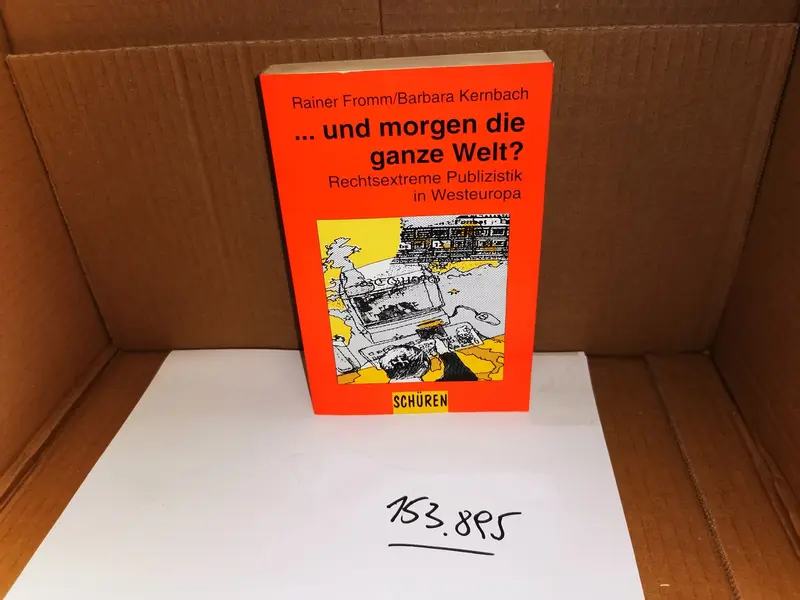 Rainer Fromm/Barbara Kernbach
... und morgen die
ganze Welt?
Rechtsextreme Publizistik
in Westeuropa
SCHÜREN
153.895